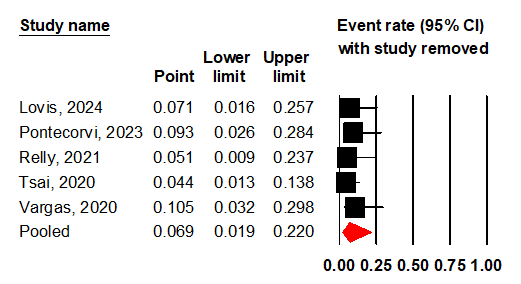 Study name Event rate (95% CI)
with study removed
Lower Upper
Point limit limit
Lovis, 2024 0.071 0.016 0.257
Pontecorvi, 2023 0.093 0.026 0.284
Relly, 2021 0.051 0.009 0.237
Tsai, 2020 0.044 0.013 0.138
Vargas, 2020 0.105 0.032 0.298
Pooled 0.069 0.019 0.220
0.00 0.25 0.50 0.75 1.00